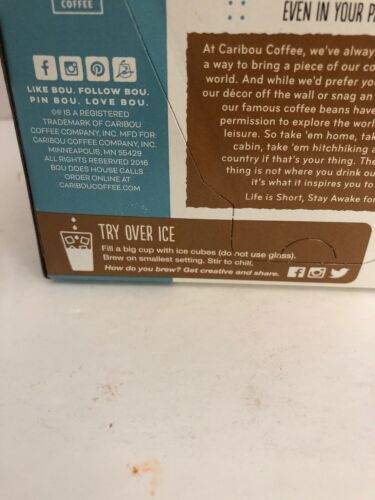 COFFEE
LIKE BOU. FOLLOW BOU.
PIN BOU. LOVE BOU.
©® IS A REGISTERED
TRADEMARK OF CARIBOU
COFFEE COMPANY, INC. MFD FOR:
CARIBOU COFFEE COMPANY, INC.
MINNEAPOLIS, MN 55429
ALL RIGHTS RESERVED 2016
BOU DOES HOUSE CALLS
ORDER ONLINE AT
CARIBOUCOFFEE.COM
EVEN IN YOUR PA
At Caribou Coffee, we've alway
a way to bring a piece of our co
world. And while we'd prefer you
our décor off the wall or snag an
our famous coffee beans have
permission to explore the world
leisure. So take 'em home, tak
cabin, take 'em hitchhiking a
country if that's your thing. The
thing is not where you drink ou
it's what it inspires you to
Life is Short, Stay Awake for
TRY OVER ICE
Fill a big cup with ice cubes (do not use glass).
Brew on smallest setting. Stir to chill.
How do you brew? Get creative and share.